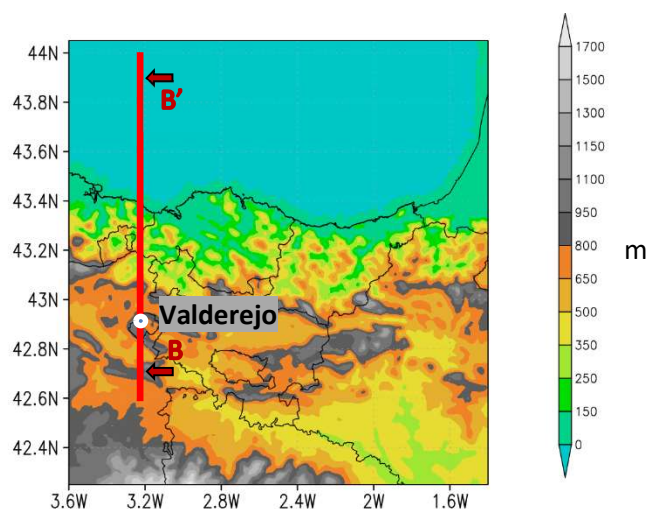 44N
43.8N
43.6N
43.4N
43.2N
43N
42.8N
42.6N
42.4N
3.6W 3.2W 2.8W 2.4W 2W 1.6W
B’
Valderejo
B
1700
1500
1300
1100
950
800
650
500
350
250
150
0
m